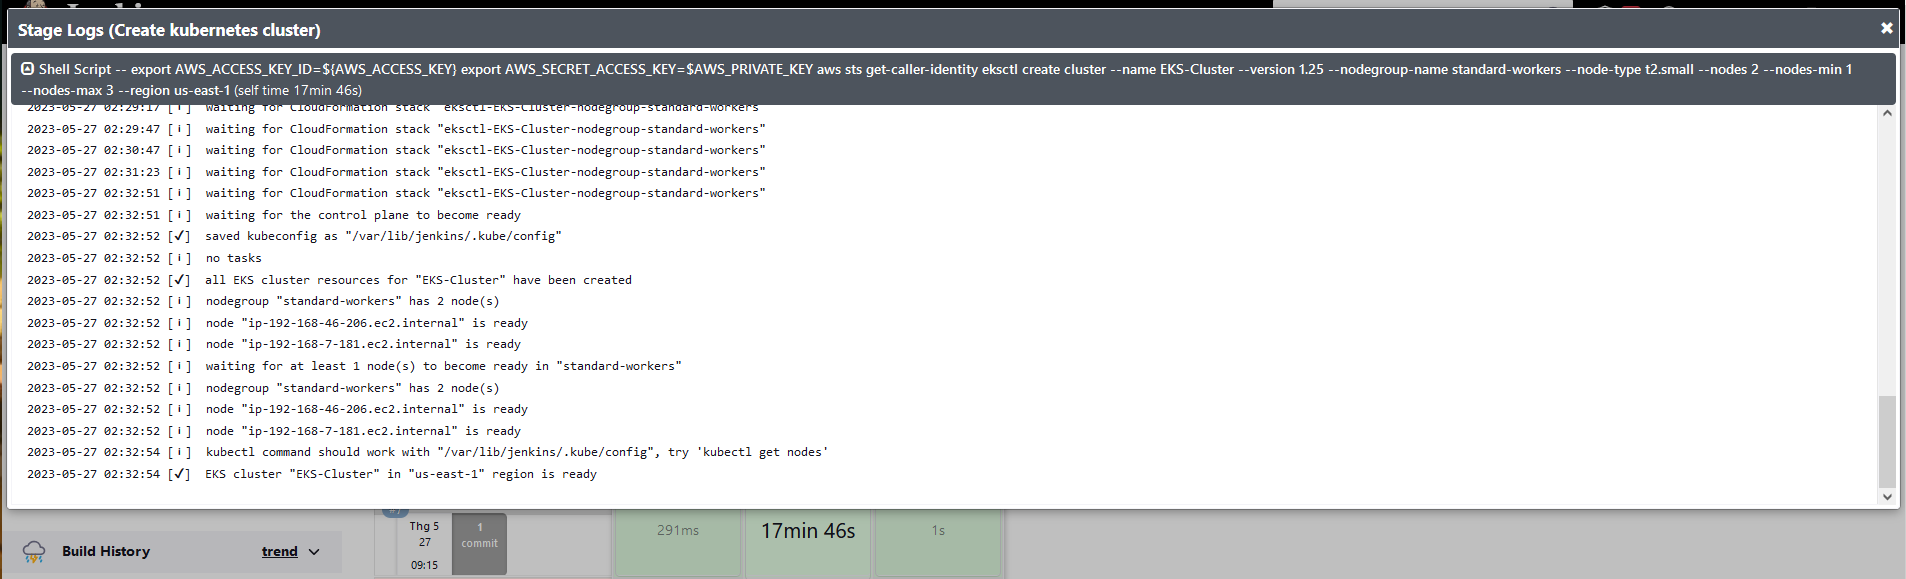 Stage Logs (Create kubernetes cluster)
Shell Script -- export AWS_ACCESS_KEY_ID=${AWS_ACCESS_KEY} export AWS_SECRET_ACCESS_KEY=$AWS_PRIVATE_KEY aws sts get-caller-identity eksctl create cluster --name EKS-Cluster --version 1.25 --nodegroup-name standard-workers --node-type t2.small --nodes 2 --nodes-min 1
--nodes-max 3 --region us-east-1 (self time 17min 46s)
2023-05-27 02:29:17 [ℹ] waiting for CloudFormation stack "eksctl-EKS-Cluster-nodegroup-standard-workers"
2023-05-27 02:29:47 [ℹ] waiting for CloudFormation stack "eksctl-EKS-Cluster-nodegroup-standard-workers"
2023-05-27 02:30:47 [ℹ] waiting for CloudFormation stack "eksctl-EKS-Cluster-nodegroup-standard-workers"
2023-05-27 02:31:23 [ℹ] waiting for CloudFormation stack "eksctl-EKS-Cluster-nodegroup-standard-workers"
2023-05-27 02:32:51 [ℹ] waiting for CloudFormation stack "eksctl-EKS-Cluster-nodegroup-standard-workers"
2023-05-27 02:32:51 [ℹ] waiting for the control plane to become ready
2023-05-27 02:32:52 [✔] saved kubeconfig as "/var/lib/jenkins/.kube/config"
2023-05-27 02:32:52 [ℹ] no tasks
2023-05-27 02:32:52 [✔] all EKS cluster resources for "EKS-Cluster" have been created
2023-05-27 02:32:52 [ℹ] nodegroup "standard-workers" has 2 node(s)
2023-05-27 02:32:52 [ℹ] node "ip-192-168-46-206.ec2.internal" is ready
2023-05-27 02:32:52 [ℹ] node "ip-192-168-7-181.ec2.internal" is ready
2023-05-27 02:32:52 [ℹ] waiting for at least 1 node(s) to become ready in "standard-workers"
2023-05-27 02:32:52 [ℹ] nodegroup "standard-workers" has 2 node(s)
2023-05-27 02:32:52 [ℹ] node "ip-192-168-46-206.ec2.internal" is ready
2023-05-27 02:32:52 [ℹ] node "ip-192-168-7-181.ec2.internal" is ready
2023-05-27 02:32:54 [ℹ] kubectl command should work with "/var/lib/jenkins/.kube/config", try 'kubectl get nodes'
2023-05-27 02:32:54 [✔] EKS cluster "EKS-Cluster" in "us-east-1" region is ready
Thg 5
27
09:15
1
commit
291ms
17min 46s
1s
Build History
trend